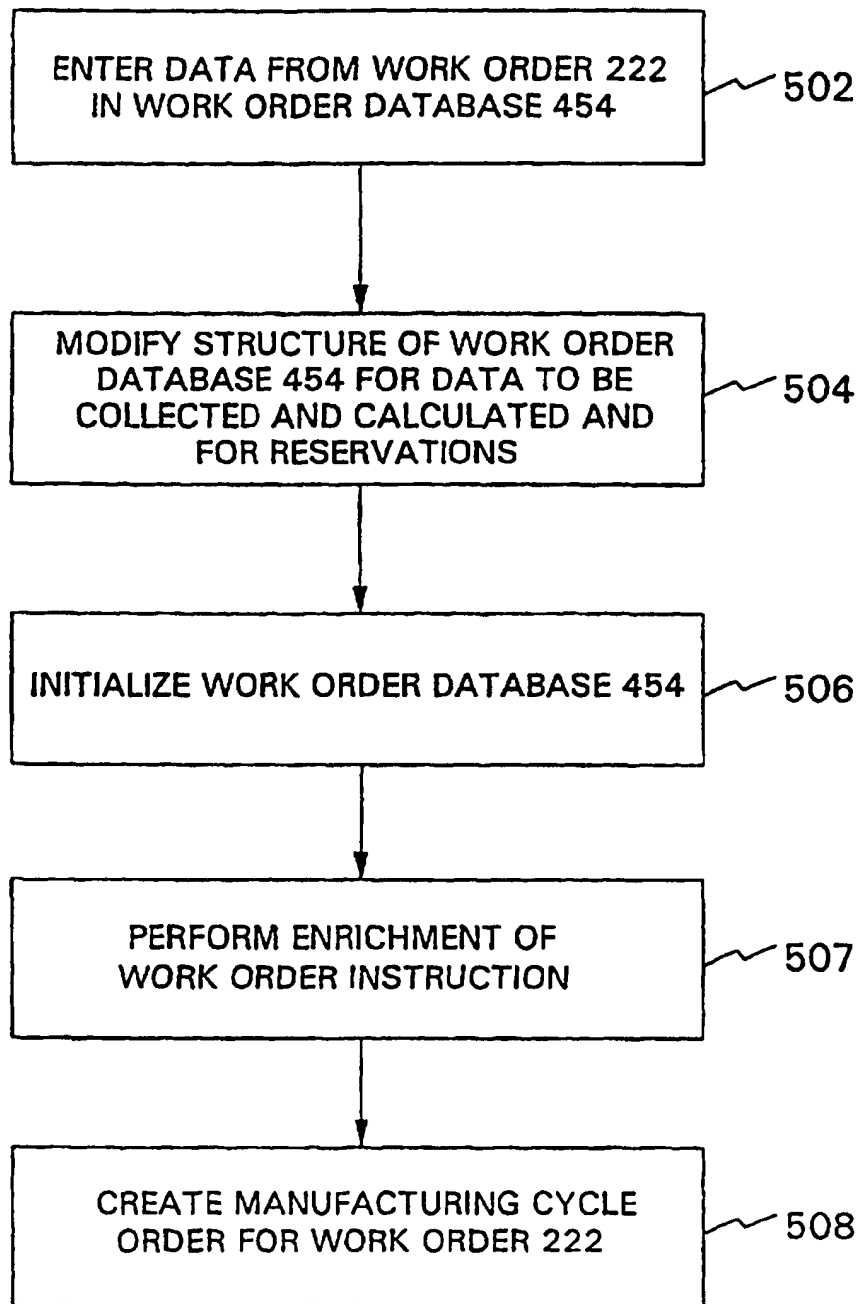 ENTER DATA FROM WORK ORDER 222
IN WORK ORDER DATABASE 454
502
MODIFY STRUCTURE OF WORK ORDER
DATABASE 454 FOR DATA TO BE
COLLECTED AND CALCULATED AND
FOR RESERVATIONS
504
INITIALIZE WORK ORDER DATABASE 454
506
PERFORM ENRICHMENT OF
WORK ORDER INSTRUCTION
507
CREATE MANUFACTURING CYCLE
ORDER FOR WORK ORDER 222
508